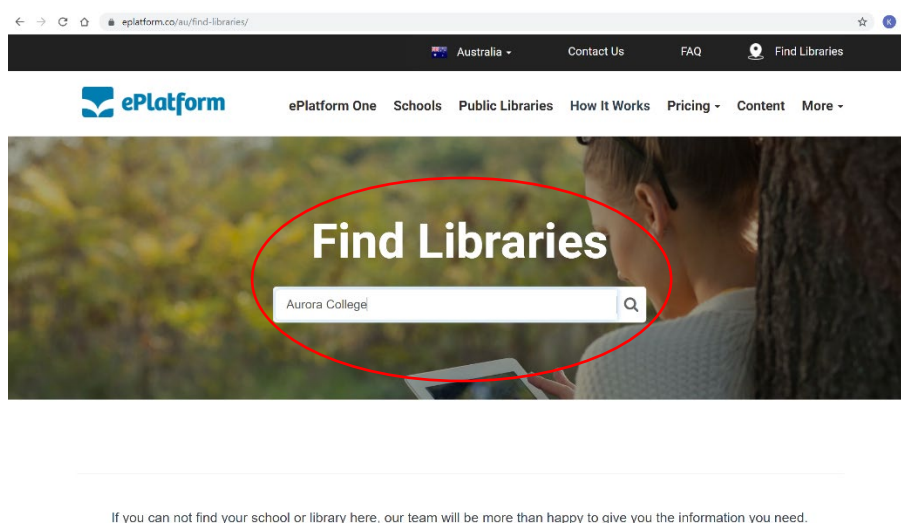 eplatform.co/au/find-libraries/
K
Australia Contact Us FAQ Find Libraries
ePlatform ePlatform One Schools Public Libraries How It Works Pricing Content More
Find Libraries
Aurora College
If you can not find your school or library here, our team will be more than happy to give you the information you need.